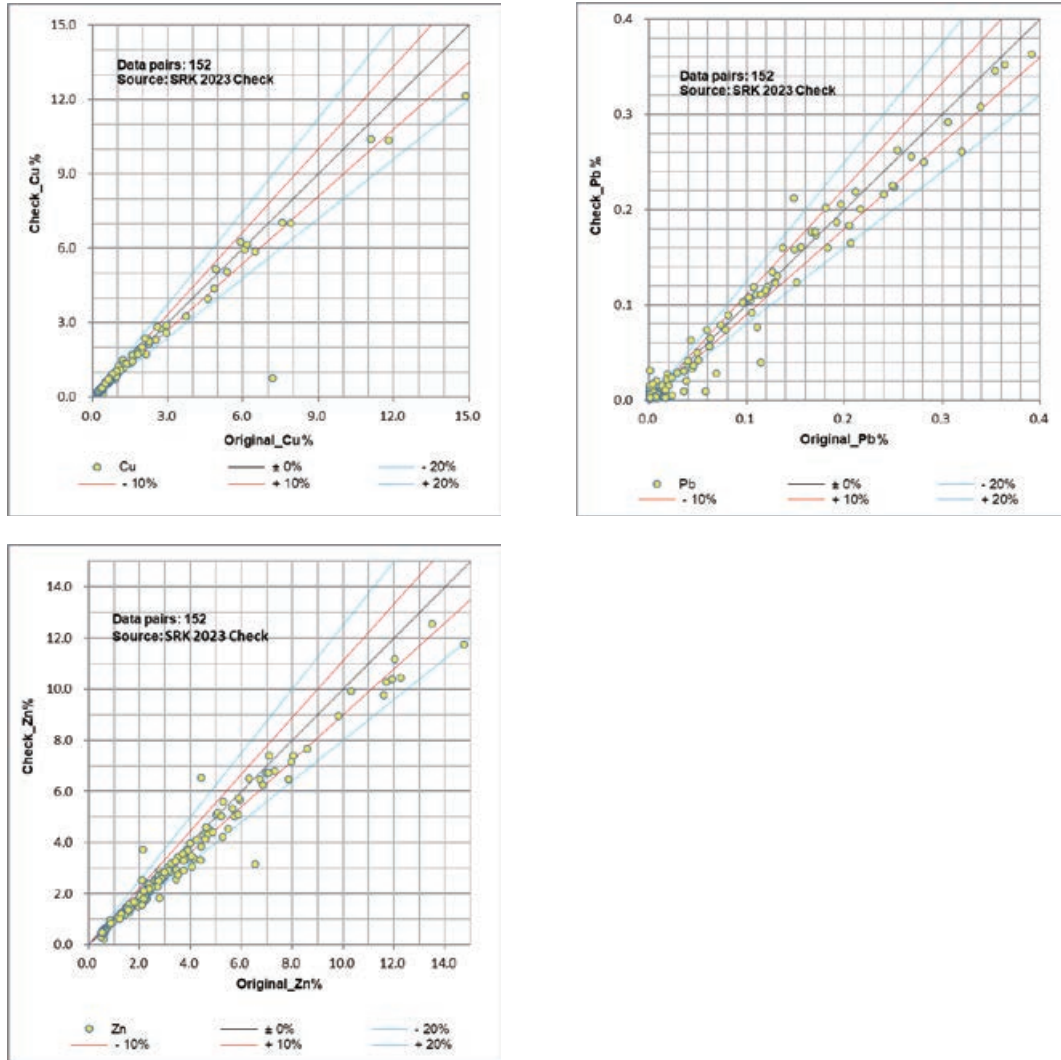 15.0
12.0
9.0
6.0
3.0
0.0
Check_Cu%
Data pairs: 152
Source: SRK 2023 Check
0.0 3.0 6.0 9.0 12.0 15.0
Original_Cu%
Cu ± 0% - 20%
- 10% + 10% + 20%
0.4
0.3
0.2
0.1
0.0
Check_Pb%
Data pairs: 152
Source: SRK 2023 Check
0.0 0.1 0.2 0.3 0.4
Original_Pb%
Pb ± 0% - 20%
- 10% + 10% + 20%
14.0
12.0
10.0
8.0
6.0
4.0
2.0
0.0
Check_Zn%
Data pairs: 152
Source: SRK 2023 Check
0.0 2.0 4.0 6.0 8.0 10.0 12.0 14.0
Original_Zn%
Zn ± 0% - 20%
- 10% + 10% + 20%